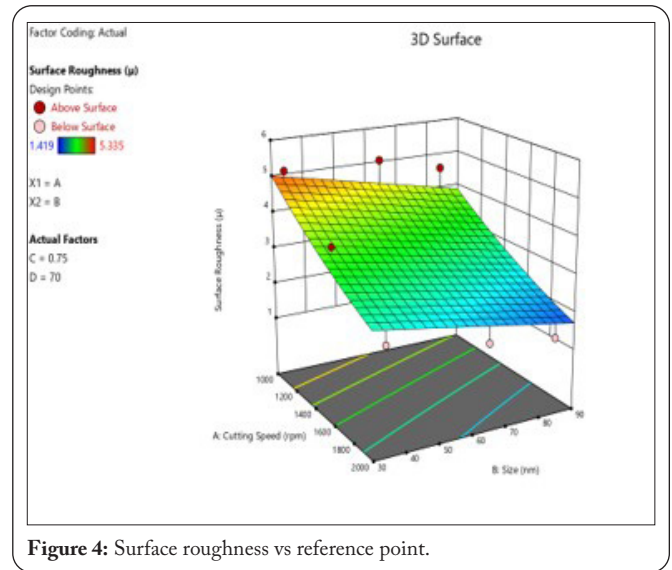 Factor Coding: Actual
3D Surface
Surface Roughness (μ)
Design Points:
Above Surface
Below Surface
1.419 5.335
X1 = A
X2 = B
Actual Factors
C = 0.75
D = 70
Surface Roughness (μ)
6
5
4
3
2
1
1000
1200
1400
1600
1800
2000
A: Cutting Speed (rpm)
30
40
50
60
70
80
90
B: Size (nm)
Figure 4: Surface roughness vs reference point.